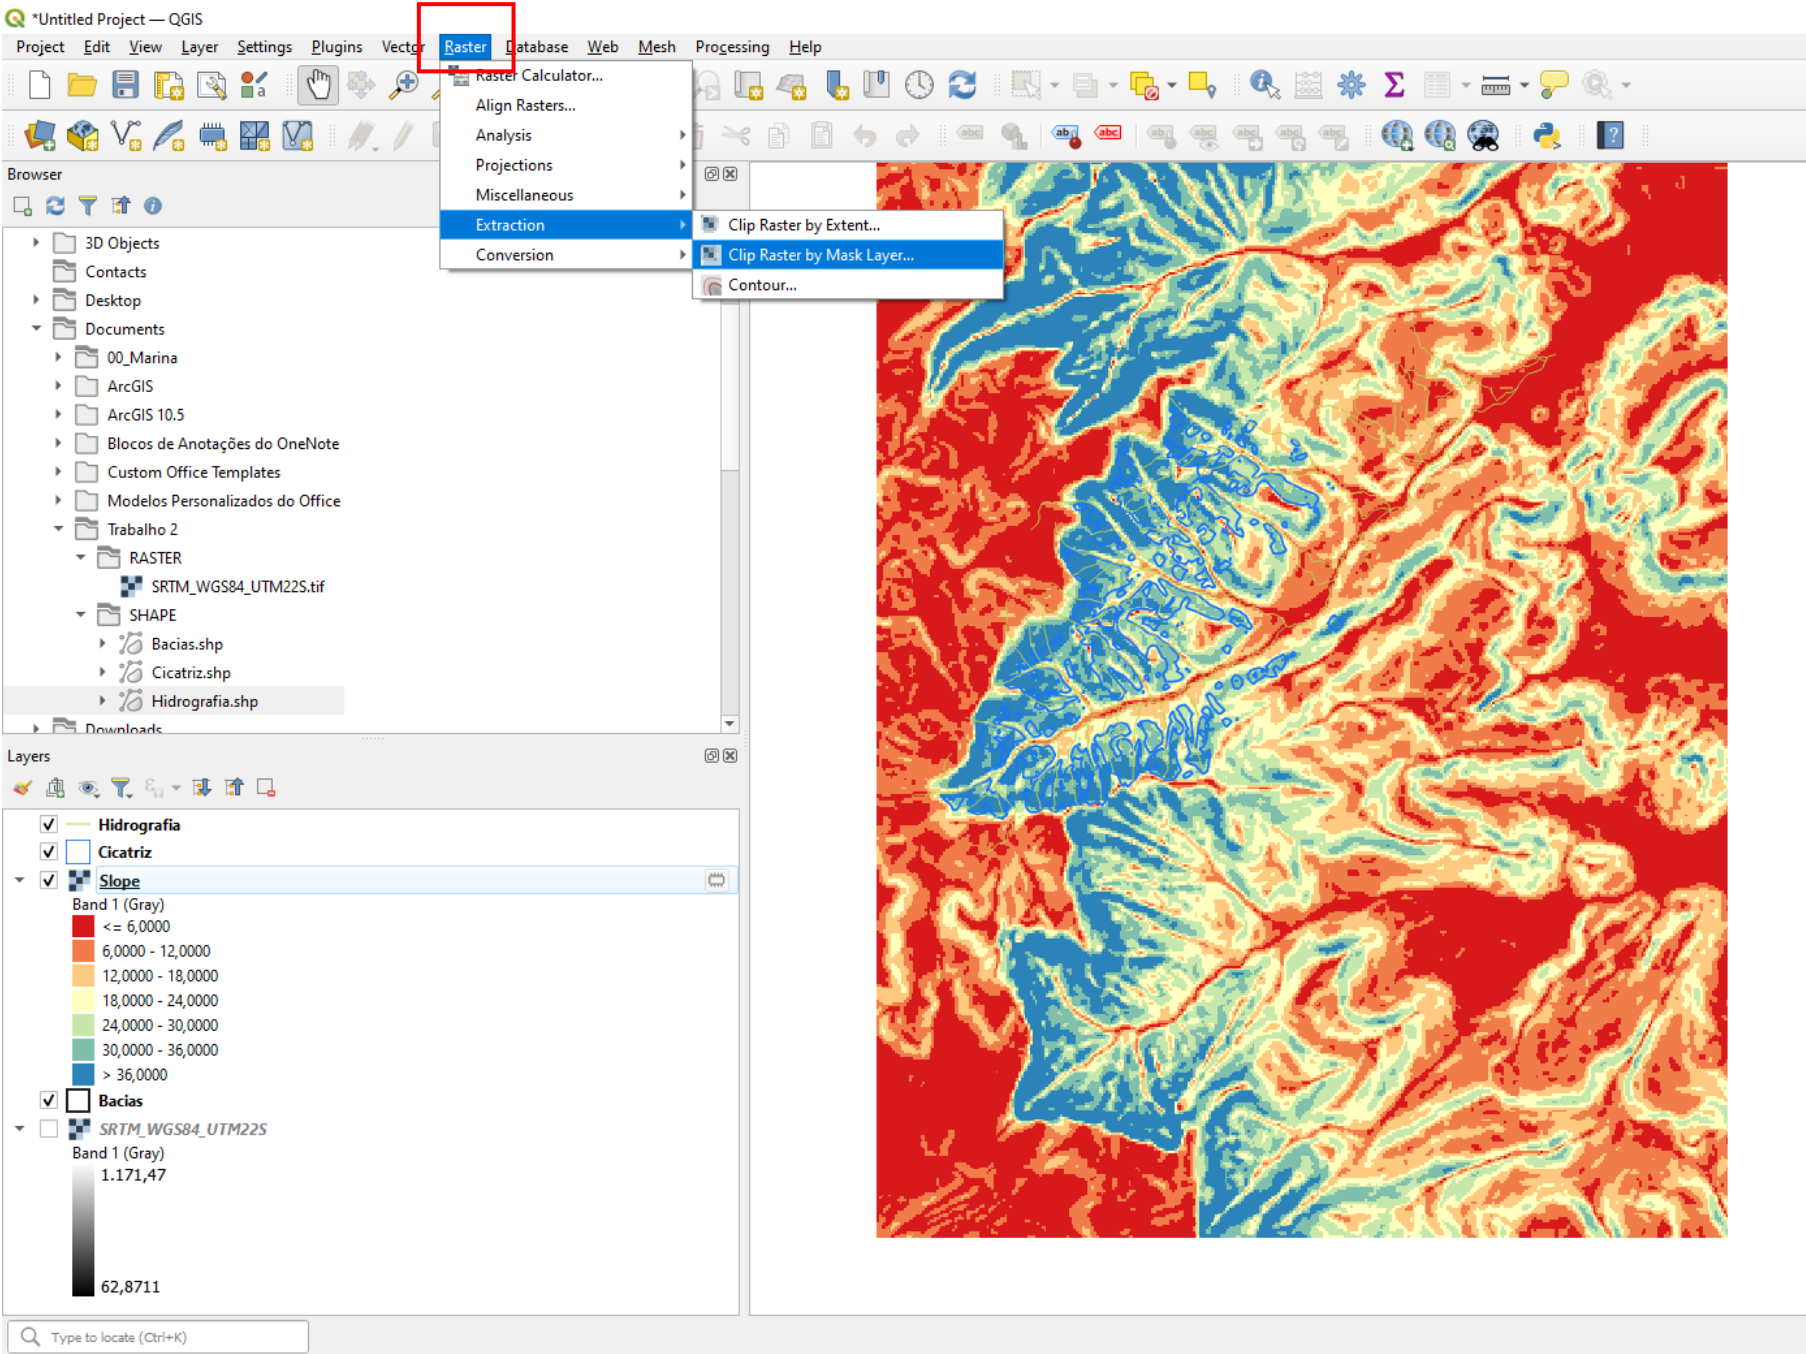 *Untitled Project — QGIS
Project Edit View Layer Settings Plugins Vector Raster Database Web Mesh Processing Help
Raster Calculator...
Align Rasters...
Analysis
Projections
Miscellaneous
Extraction
Conversion
Clip Raster by Extent...
Clip Raster by Mask Layer...
Contour...
Browser
3D Objects
Contacts
Desktop
Documents
00_Marina
ArcGIS
ArcGIS 10.5
Blocos de Anotações do OneNote
Custom Office Templates
Modelos Personalizados do Office
Trabalho 2
RASTER
SRTM_WGS84_UTM22S.tif
SHAPE
Bacias.shp
Cicatriz.shp
Hidrografia.shp
Downloads
Layers
Hidrografia
Cicatriz
Slope
Band 1 (Gray)
<= 6,0000
6,0000 - 12,0000
12,0000 - 18,0000
18,0000 - 24,0000
24,0000 - 30,0000
30,0000 - 36,0000
> 36,0000
Bacias
SRTM_WGS84_UTM22S
Band 1 (Gray)
1.171,47
62,8711
Type to locate (Ctrl+K)